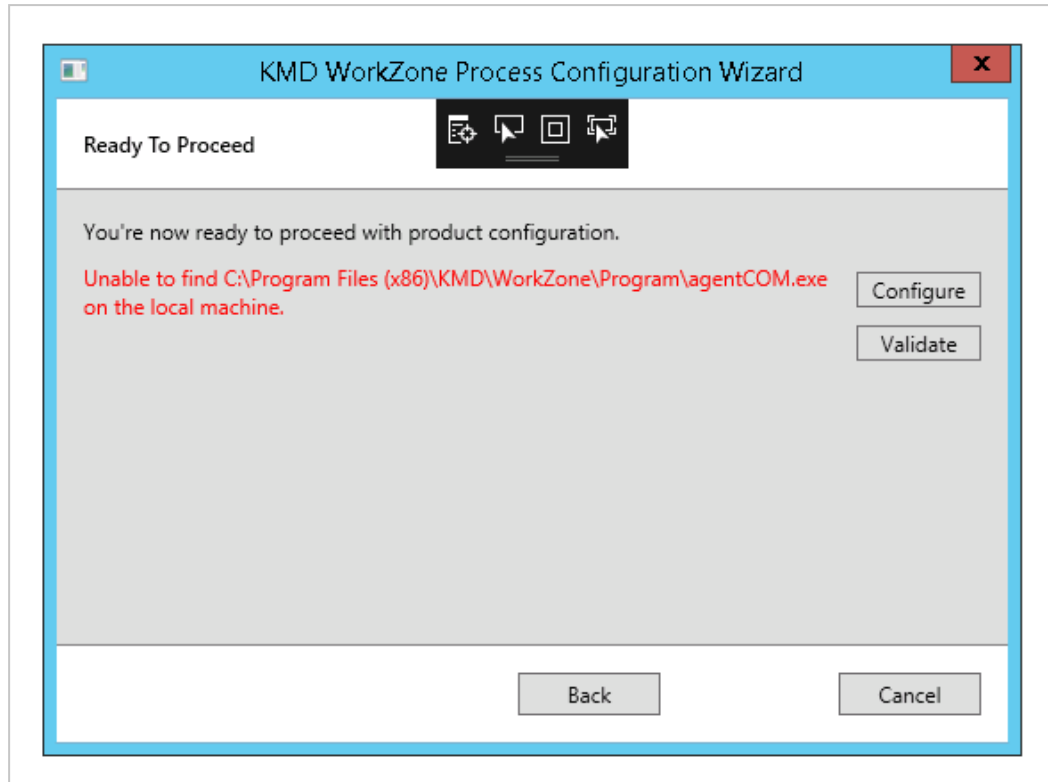 KMD WorkZone Process Configuration Wizard
x
Ready To Proceed
You're now ready to proceed with product configuration.
Unable to find C:\Program Files (x86)\KMD\WorkZone\Program\agentCOM.exe
on the local machine.
Configure
Validate
Back
Cancel